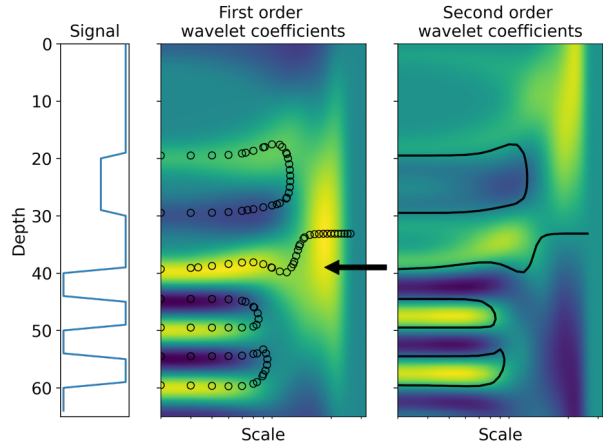 Signal
First order
wavelet coefficients
Second order
wavelet coefficients
Depth
0
10
20
30
40
50
60
Scale
Scale